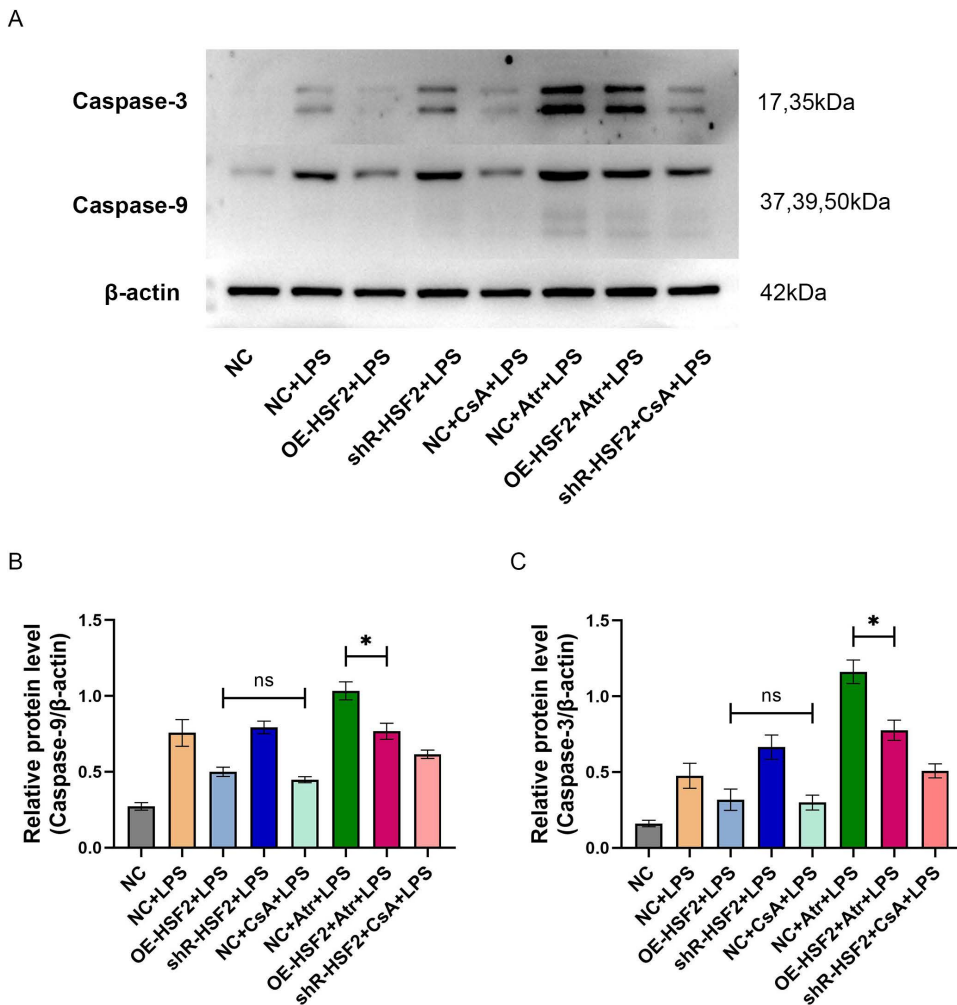 A
Caspase-3
17,35kDa
Caspase-9
37,39,50kDa
β-actin
42kDa
NC
NC+LPS
OE-HSF2+LPS
shR-HSF2+LPS
NC+CsA+LPS
NC+Atr+LPS
OE-HSF2+Atr+LPS
shR-HSF2+CsA+LPS
B
Relative protein level
(Caspase-9/β-actin)
1.5
1.0
0.5
0.0
ns
*
NC
NC+LPS
OE-HSF2+LPS
shR-HSF2+LPS
NC+CsA+LPS
NC+Atr+LPS
OE-HSF2+Atr+LPS
shR-HSF2+CsA+LPS
C
Relative protein level
(Caspase-3/β-actin)
1.5
1.0
0.5
0.0
ns
*
NC
NC+LPS
OE-HSF2+LPS
shR-HSF2+LPS
NC+CsA+LPS
NC+Atr+LPS
OE-HSF2+Atr+LPS
shR-HSF2+CsA+LPS